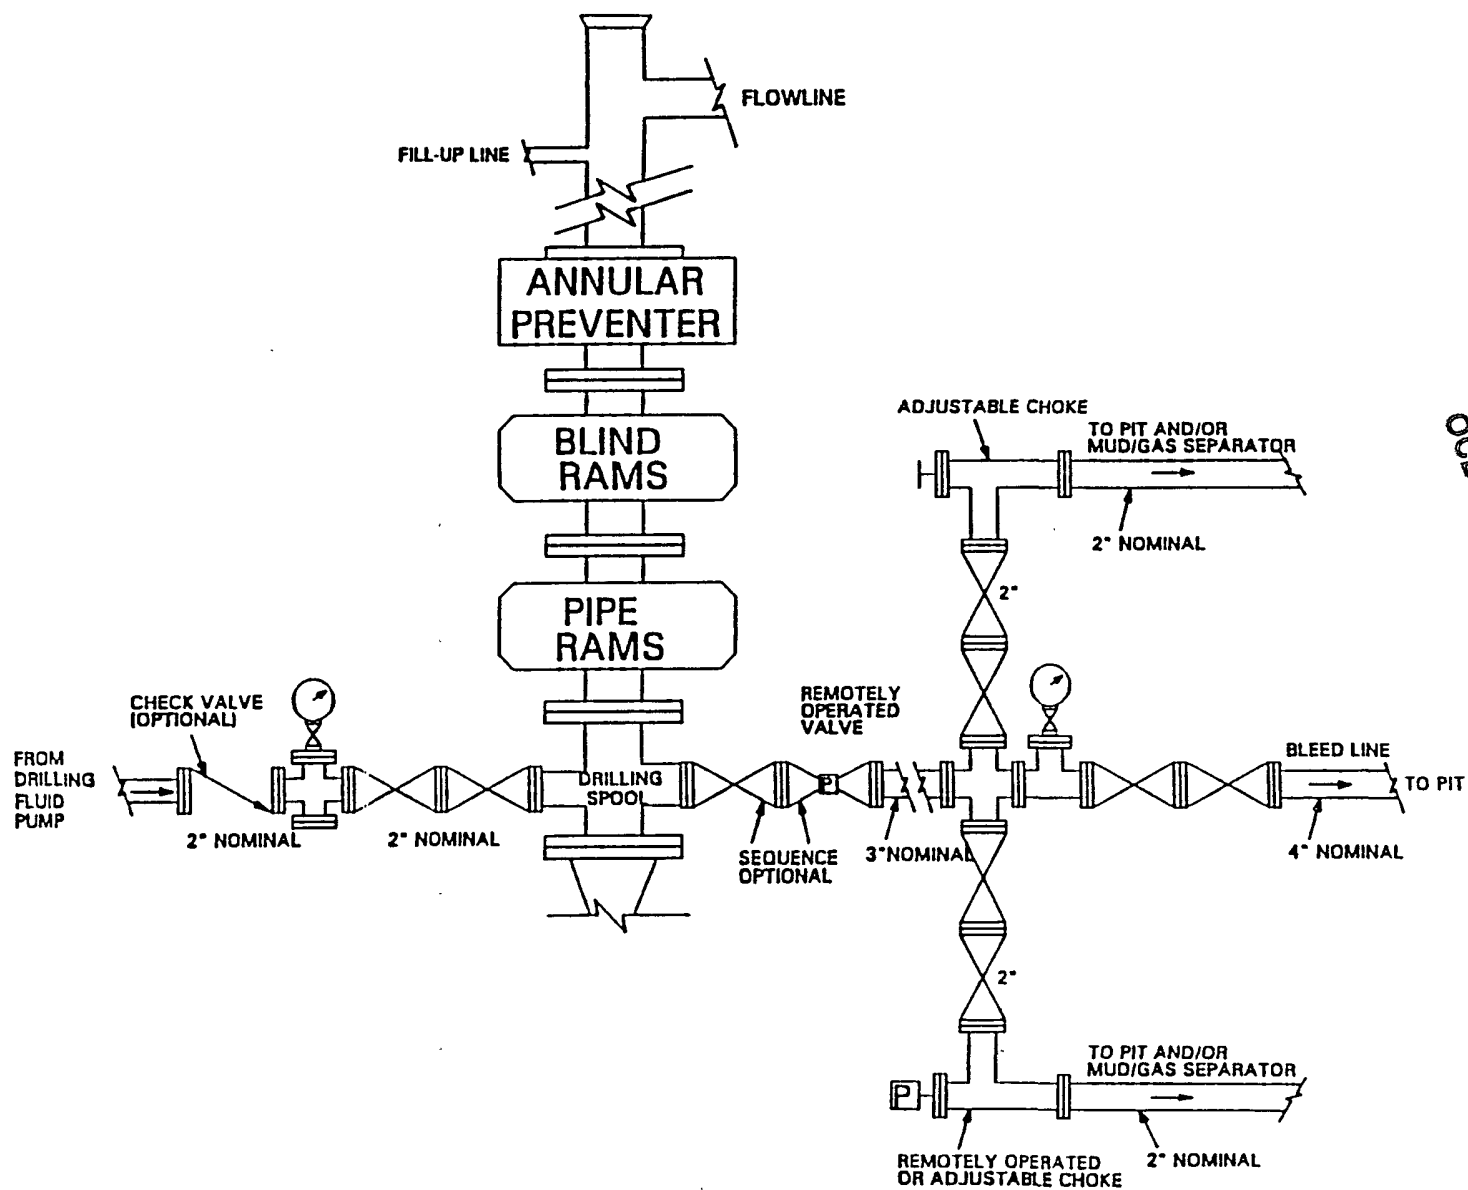 FLOWLINE
FILL-UP LINE
ANNULAR
PREVENTER
BLIND
RAMS
PIPE
RAMS
ADJUSTABLE CHOKE
TO PIT AND/OR
MUD/GAS SEPARATOR
2" NOMINAL
2"
CHECK VALVE
(OPTIONAL)
REMOTELY
OPERATED
VALVE
FROM
DRILLING
FLUID
PUMP
DRILLING
SPOOL
P
BLEED LINE
TO PIT
2" NOMINAL
2" NOMINAL
SEQUENCE
OPTIONAL
3"NOMINAL
4" NOMINAL
2"
TO PIT AND/OR
MUD/GAS SEPARATOR
P
2" NOMINAL
REMOTELY OPERATED
OR ADJUSTABLE CHOKE